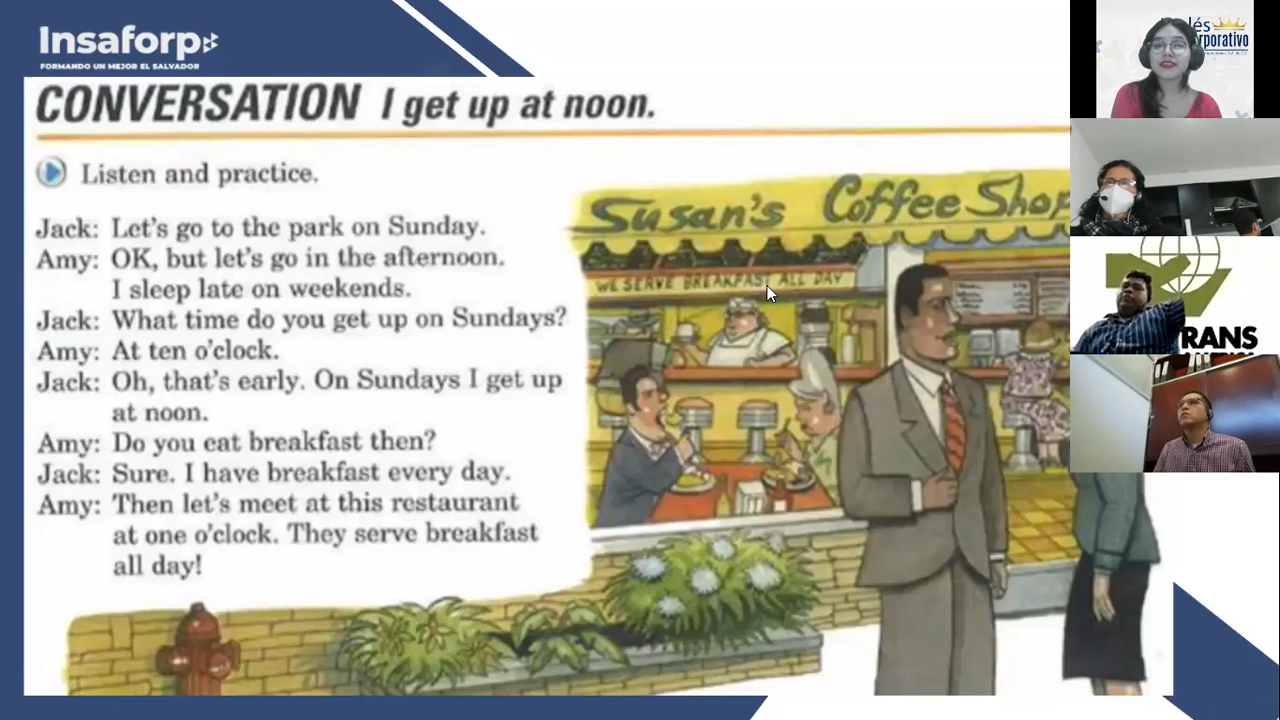 Insaforp
FORMANDO UN MEJOR EL SALVADOR
CONVERSATION I get up at noon.
Listen and practice.
Jack: Let's go to the park on Sunday.
Amy: OK, but let's go in the afternoon.
I sleep late on weekends.
Jack: What time do you get up on Sundays?
Amy: At ten o'clock.
Jack: Oh, that's early. On Sundays I get up
at noon.
Amy: Do you eat breakfast then?
Jack: Sure. I have breakfast every day.
Amy: Then let's meet at this restaurant
at one o'clock. They serve breakfast
all day!
Susan's Coffee Shop
WE SERVE BREAKFAST ALL DAY
lés
rporativo
RANS